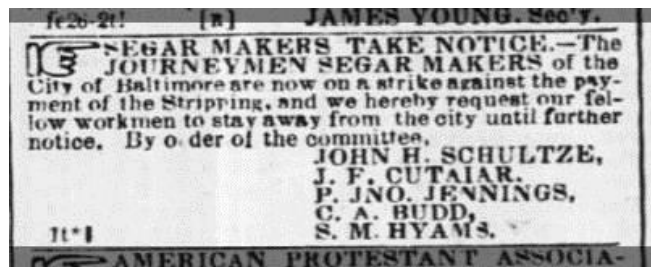 fe26-2t! [R] JAMES YOUNG. Sec'y.
SEGAR MAKERS TAKE NOTICE.—The
JOURNEYMEN SEGAR MAKERS of the
City of Baltimore are now on a strike against the pay-
ment of the Stripping, and we hereby request our fel-
low workmen to stay away from the city until further
notice. By o der of the committee,
JOHN H. SCHULTZE,
J. F. CUTAIAR.
P. JNO. JENNINGS,
C. A. BUDD,
1t*‖ S. M. HYAMS.
AMERICAN PROTESTANT ASSOCIA-